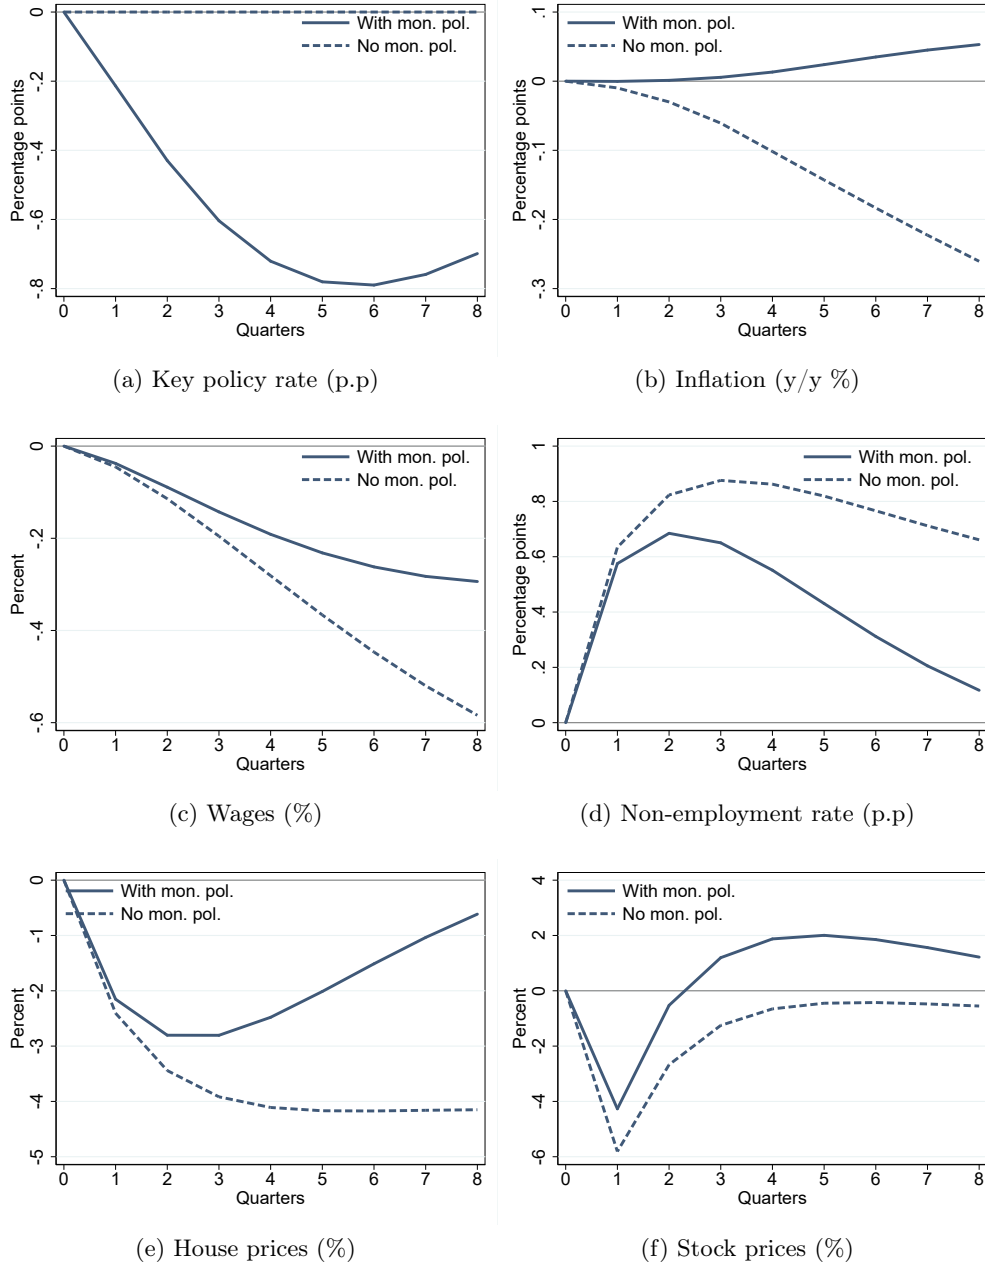 With mon. pol.
No mon. pol.
Percentage points
0
-.2
-.4
-.6
-.8
0 1 2 3 4 5 6 7 8
Quarters
(a) Key policy rate (p.p)
With mon. pol.
No mon. pol.
Percentage points
.1
0
-.1
-.2
-.3
0 1 2 3 4 5 6 7 8
Quarters
(b) Inflation (y/y %)
With mon. pol.
No mon. pol.
Percent
0
-.2
-.4
-.6
0 1 2 3 4 5 6 7 8
Quarters
(c) Wages (%)
With mon. pol.
No mon. pol.
Percentage points
1
.8
.6
.4
.2
0
0 1 2 3 4 5 6 7 8
Quarters
(d) Non-employment rate (p.p)
With mon. pol.
No mon. pol.
Percent
0
-1
-2
-3
-4
-5
0 1 2 3 4 5 6 7 8
Quarters
(e) House prices (%)
With mon. pol.
No mon. pol.
Percent
4
2
0
-2
-4
-6
0 1 2 3 4 5 6 7 8
Quarters
(f) Stock prices (%)